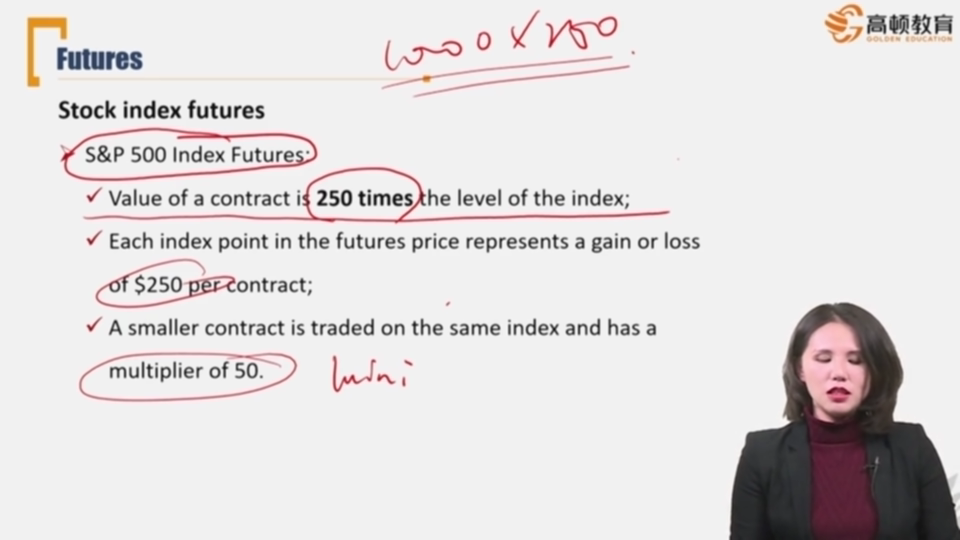 1000 × 250.
高顿教育
GOLDEN EDUCATION
Futures
Stock index futures
S&P 500 Index Futures:
✓ Value of a contract is 250 times the level of the index;
✓ Each index point in the futures price represents a gain or loss
of $250 per contract;
✓ A smaller contract is traded on the same index and has a
multiplier of 50.
mini